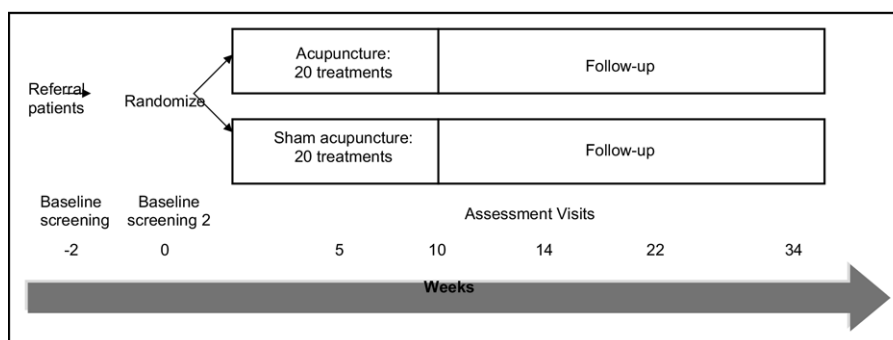 Acupuncture:
20 treatments
Follow-up
Referral
patients
Randomize
Sham acupuncture:
20 treatments
Follow-up
Baseline
screening
Baseline
screening 2
Assessment Visits
-2 0 5 10 14 22 34
Weeks